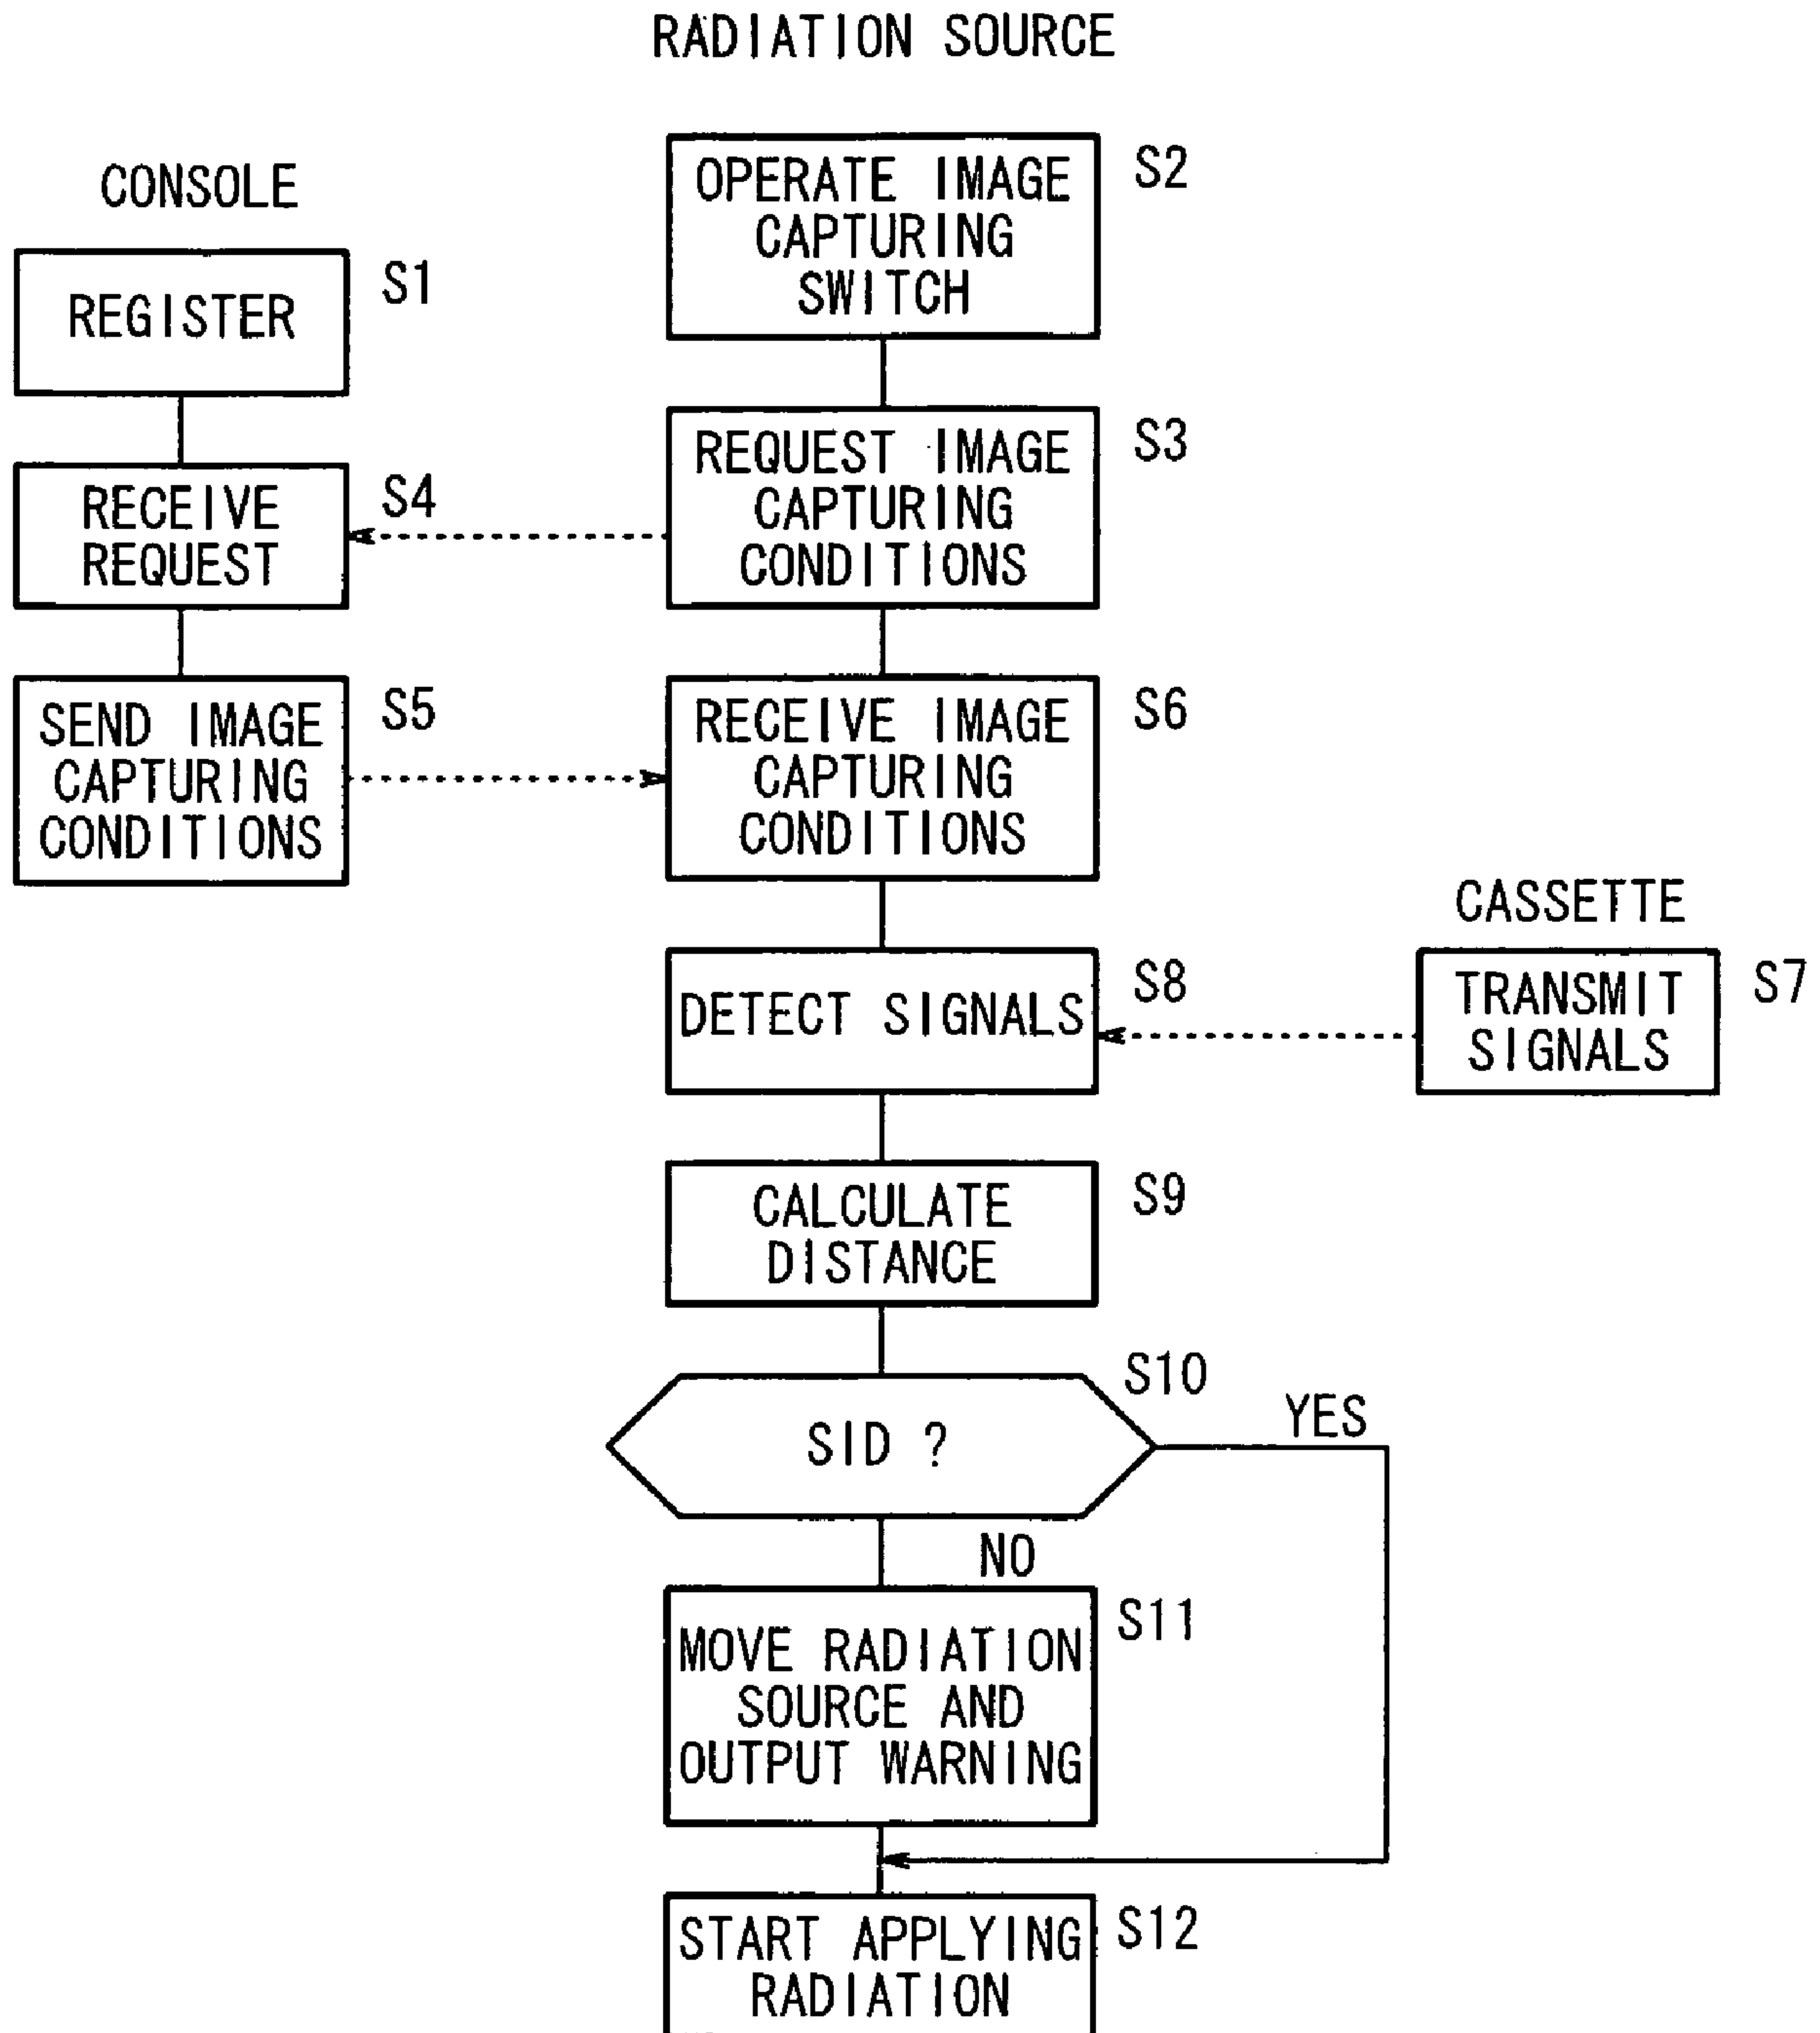 RADIATION SOURCE
CONSOLE
REGISTER
S1
OPERATE IMAGE
CAPTURING
SWITCH
S2
REQUEST IMAGE
CAPTURING
CONDITIONS
S3
RECEIVE
REQUEST
S4
SEND IMAGE
CAPTURING
CONDITIONS
S5
RECEIVE IMAGE
CAPTURING
CONDITIONS
S6
CASSETTE
TRANSMIT
SIGNALS
S7
DETECT SIGNALS
S8
CALCULATE
DISTANCE
S9
SID ?
S10
YES
NO
MOVE RADIATION
SOURCE AND
OUTPUT WARNING
S11
START APPLYING
RADIATION
S12